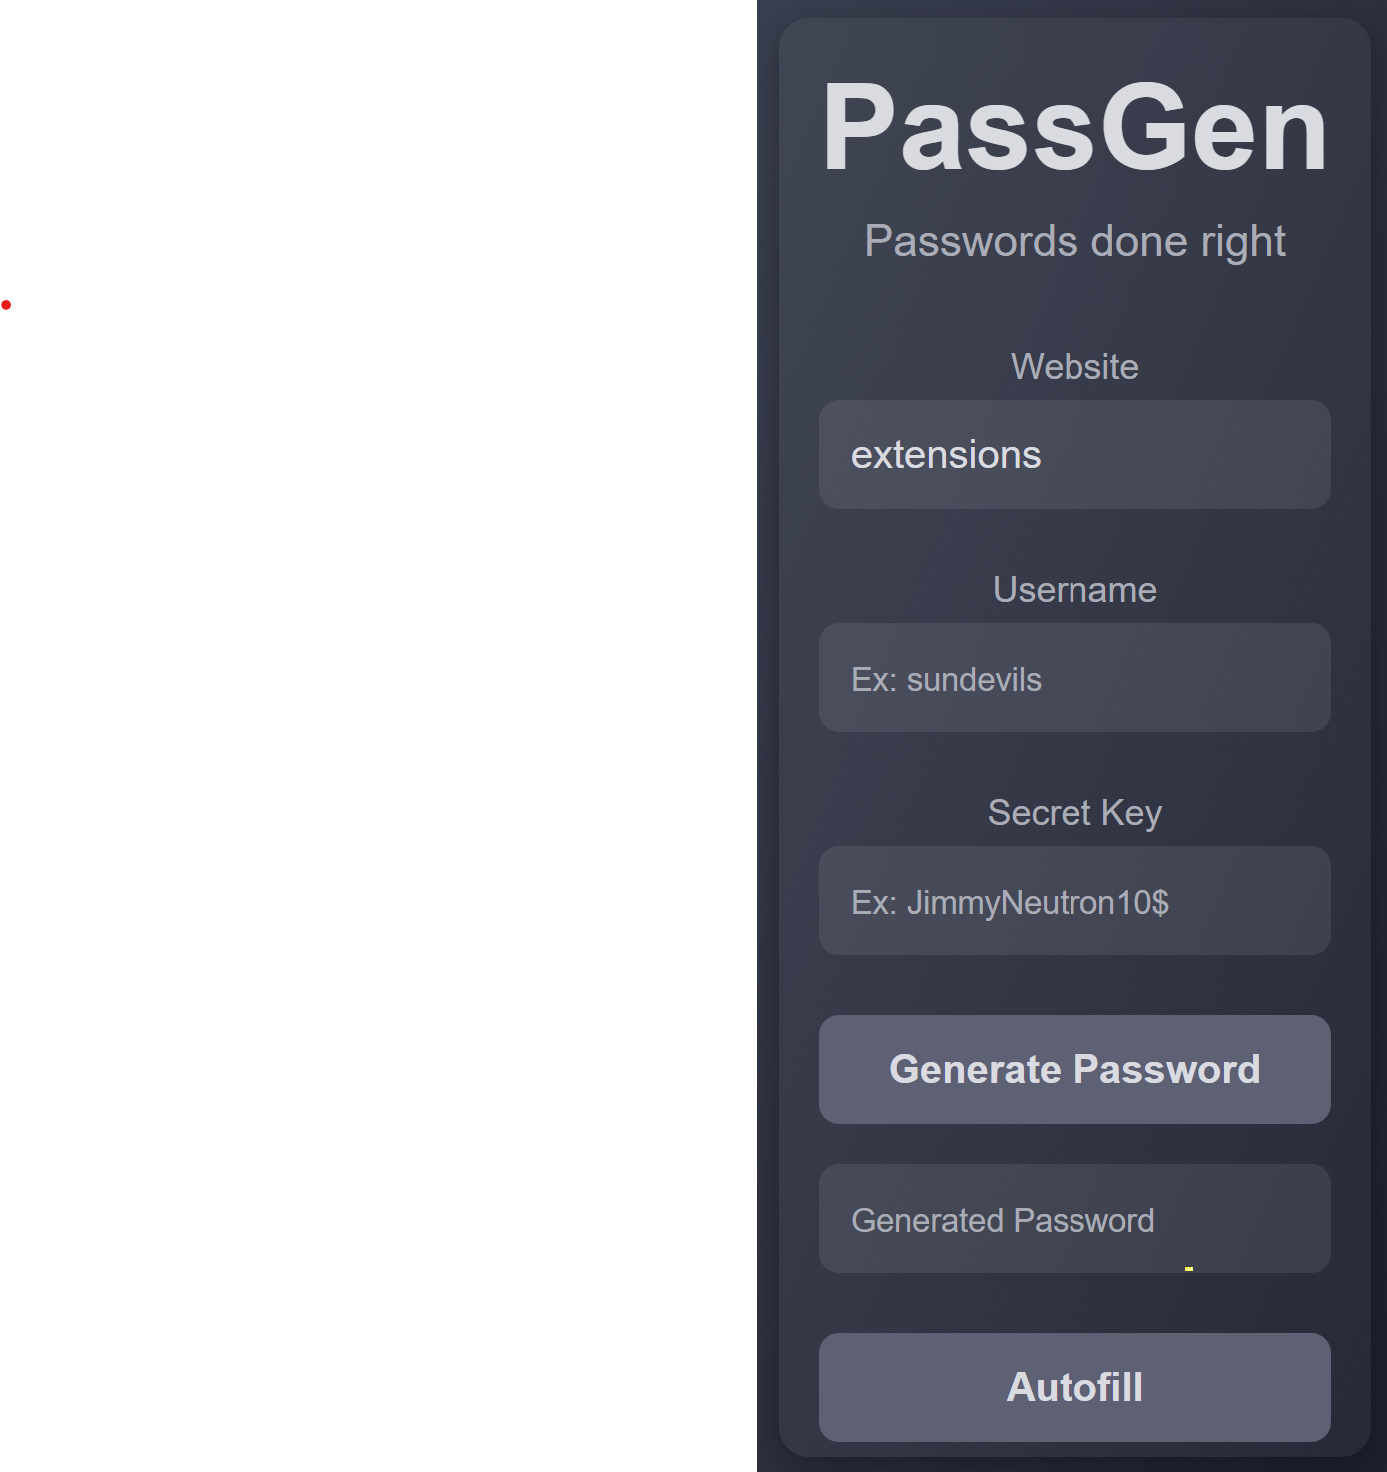 PassGen
Passwords done right
Website
extensions
Username
Ex: sundevils
Secret Key
Ex: JimmyNeutron10$
Generate Password
Generated Password
Autofill